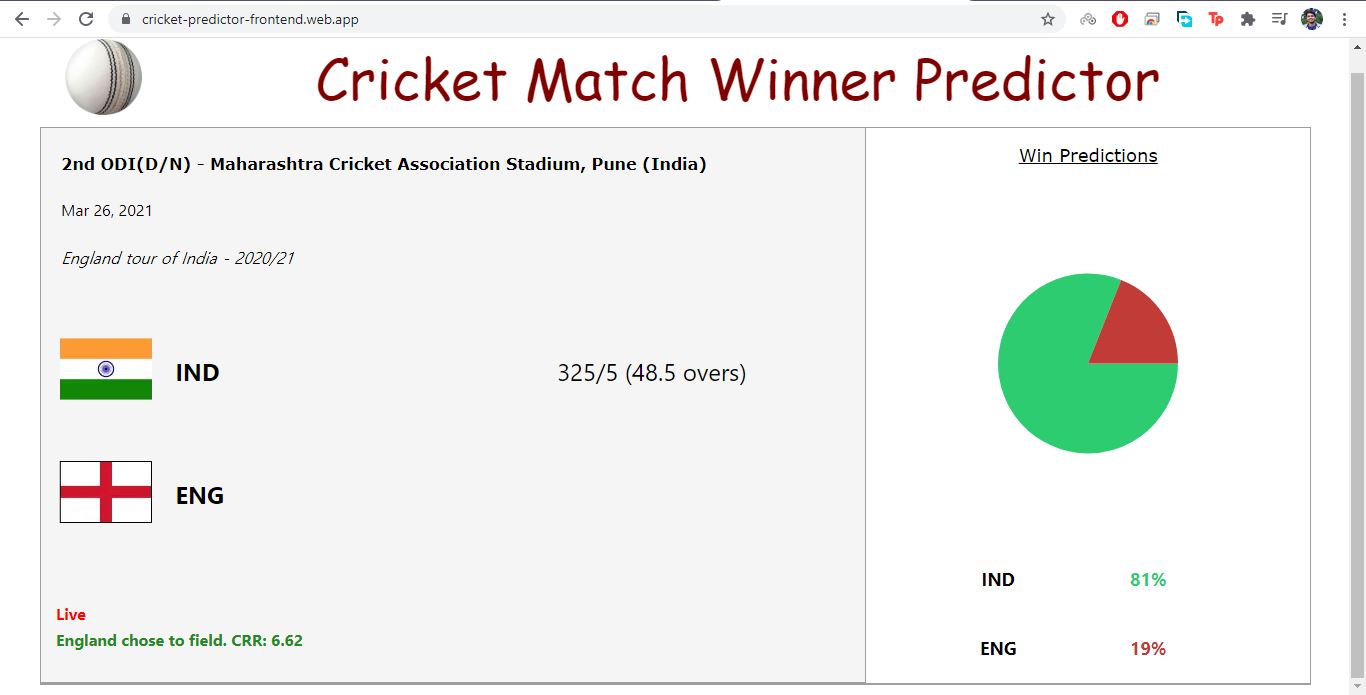 cricket-predictor-frontend.web.app
Cricket Match Winner Predictor
2nd ODI(D/N) - Maharashtra Cricket Association Stadium, Pune (India)
Mar 26, 2021
England tour of India - 2020/21
IND 325/5 (48.5 overs)
ENG
Live
England chose to field. CRR: 6.62
Win Predictions
IND 81%
ENG 19%